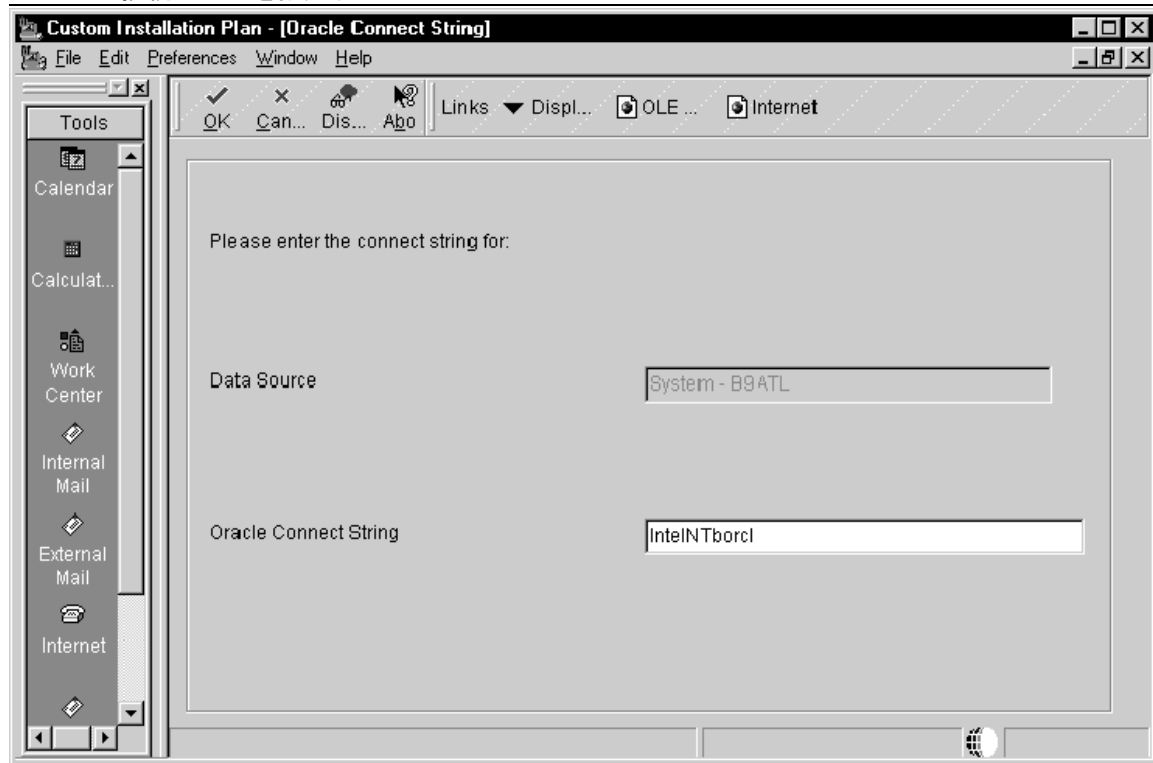 Custom Installation Plan - [Oracle Connect String]
File Edit Preferences Window Help
OK Can... Dis... Abo Links Displ... OLE ... Internet
Tools
Calendar
Calculat...
Work
Center
Internal
Mail
External
Mail
Internet
Please enter the connect string for:
Data Source
System - B9ATL
Oracle Connect String
IntelNTborcl